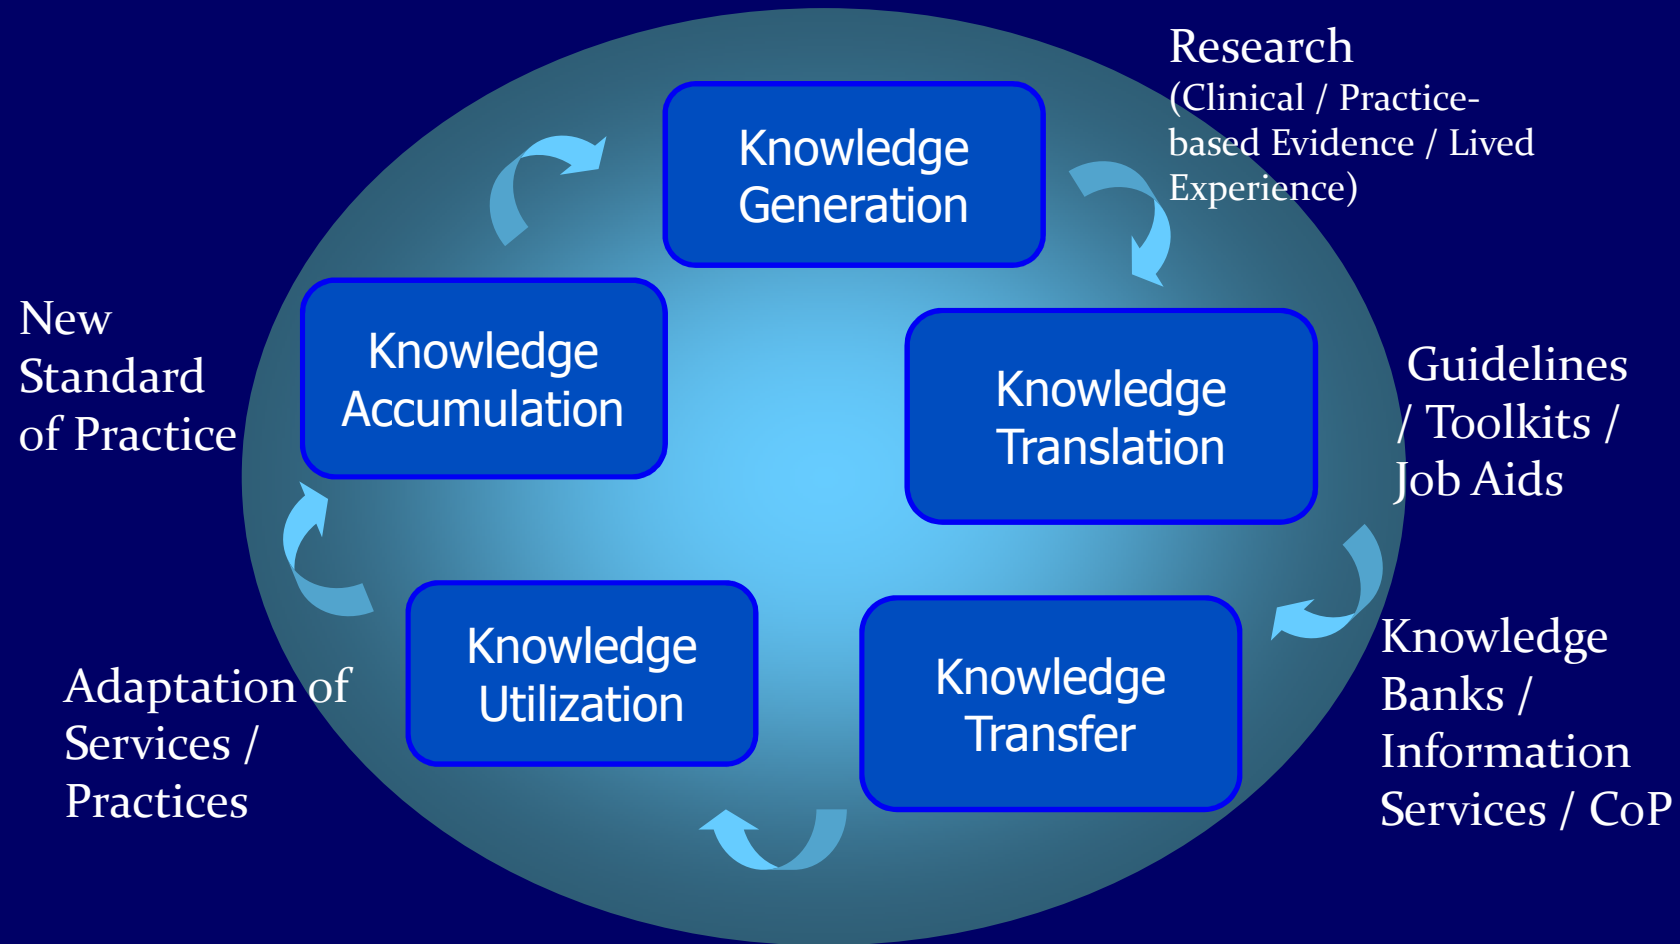 Knowledge
Generation
Research
(Clinical / Practice-
based Evidence / Lived
Experience)
Knowledge
Translation
Guidelines
/ Toolkits /
Job Aids
Knowledge
Transfer
Knowledge
Banks /
Information
Services / CoP
Knowledge
Utilization
Adaptation of
Services /
Practices
Knowledge
Accumulation
New
Standard
of Practice